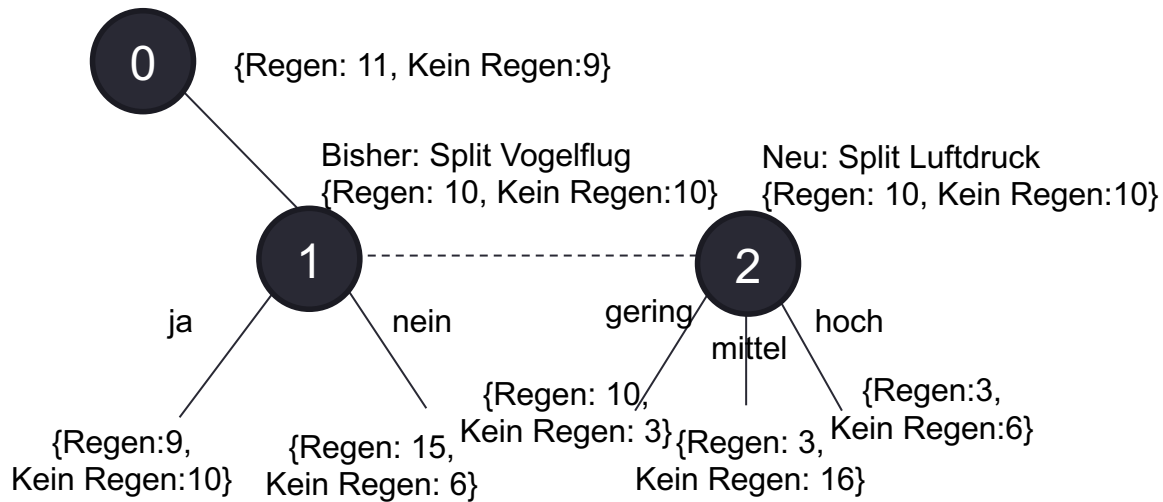 0
{Regen: 11, Kein Regen:9}
Bisher: Split Vogelflug
{Regen: 10, Kein Regen:10}
Neu: Split Luftdruck
{Regen: 10, Kein Regen:10}
1
2
ja
nein
gering
mittel
hoch
{Regen:9,
Kein Regen:10}
{Regen: 15,
Kein Regen: 6}
{Regen: 10,
Kein Regen: 3}
{Regen: 3,
Kein Regen: 16}
{Regen:3,
Kein Regen:6}